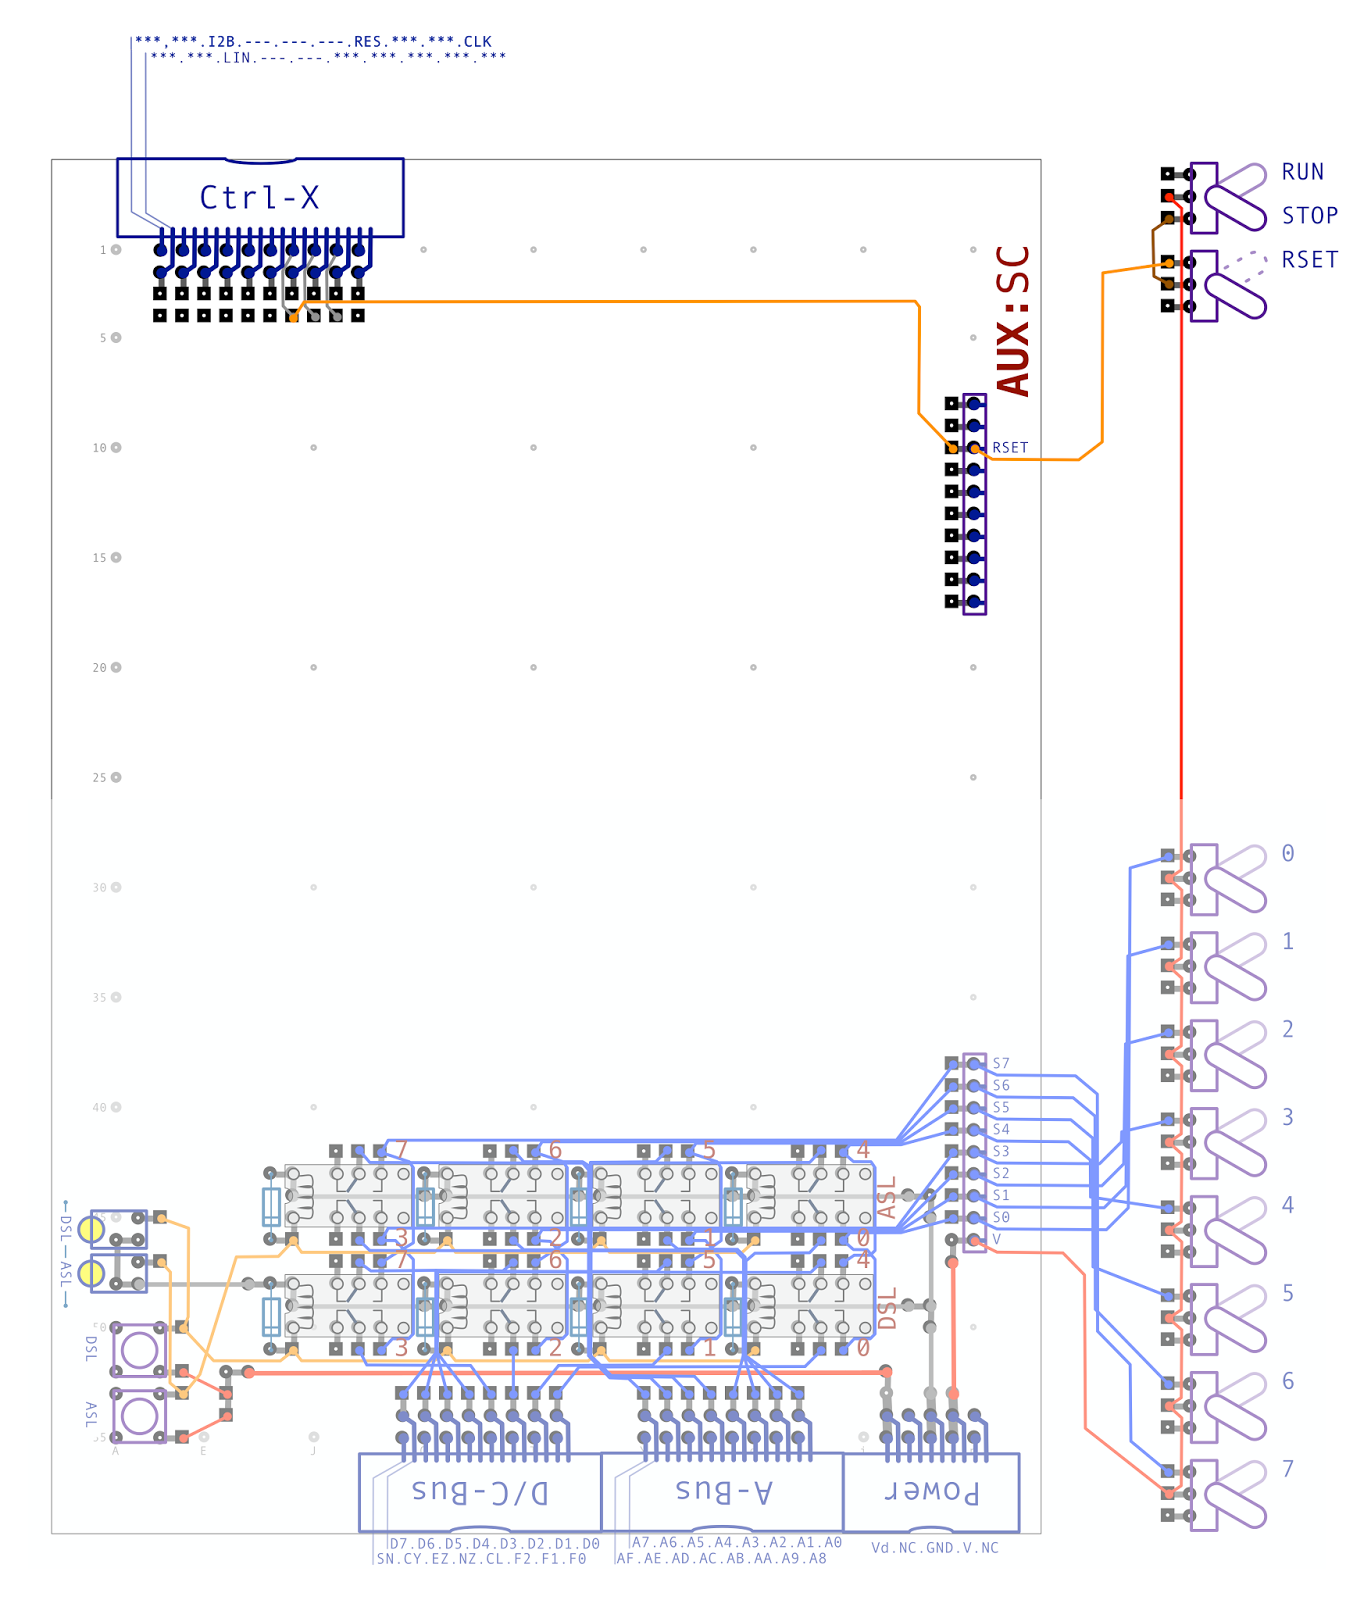 ***,***.I2B.---.---.---.RES.***.***.CLK
***.***.LIN.---.---.***.***.***.***.***
Ctrl-X
RUN
STOP
RSET
AUX:SC
1
5
10
RSET
15
20
25
30
0
1
35
2
S7
S6
40
S5
3
S4
7 6 5 4
S3
S2
ASL
S1
4
S0
←DSL—ASL—
3 2 1 0
V
7 6 5 4
5
DSL
3 2 1 0
DSL
6
ASL
A E J
7
D/C-Bus
A-Bus
Power
D7.D6.D5.D4.D3.D2.D1.D0
A7.A6.A5.A4.A3.A2.A1.A0
Vd.NC.GND.V.NC
SN.CY.EZ.NZ.CL.F2.F1.F0
AF.AE.AD.AC.AB.AA.A9.A8